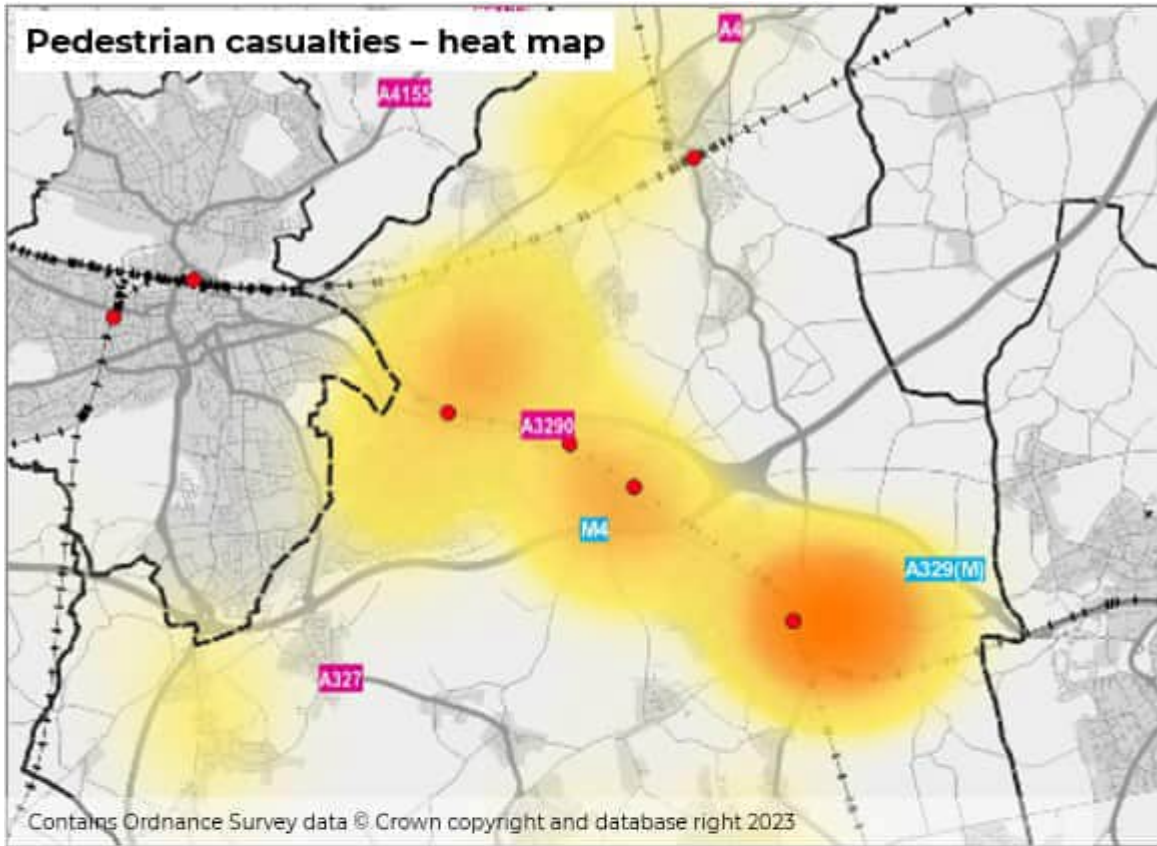 Pedestrian casualties – heat map
A4
A4155
A3290
M4
A329(M)
A327
Contains Ordnance Survey data © Crown copyright and database right 2023